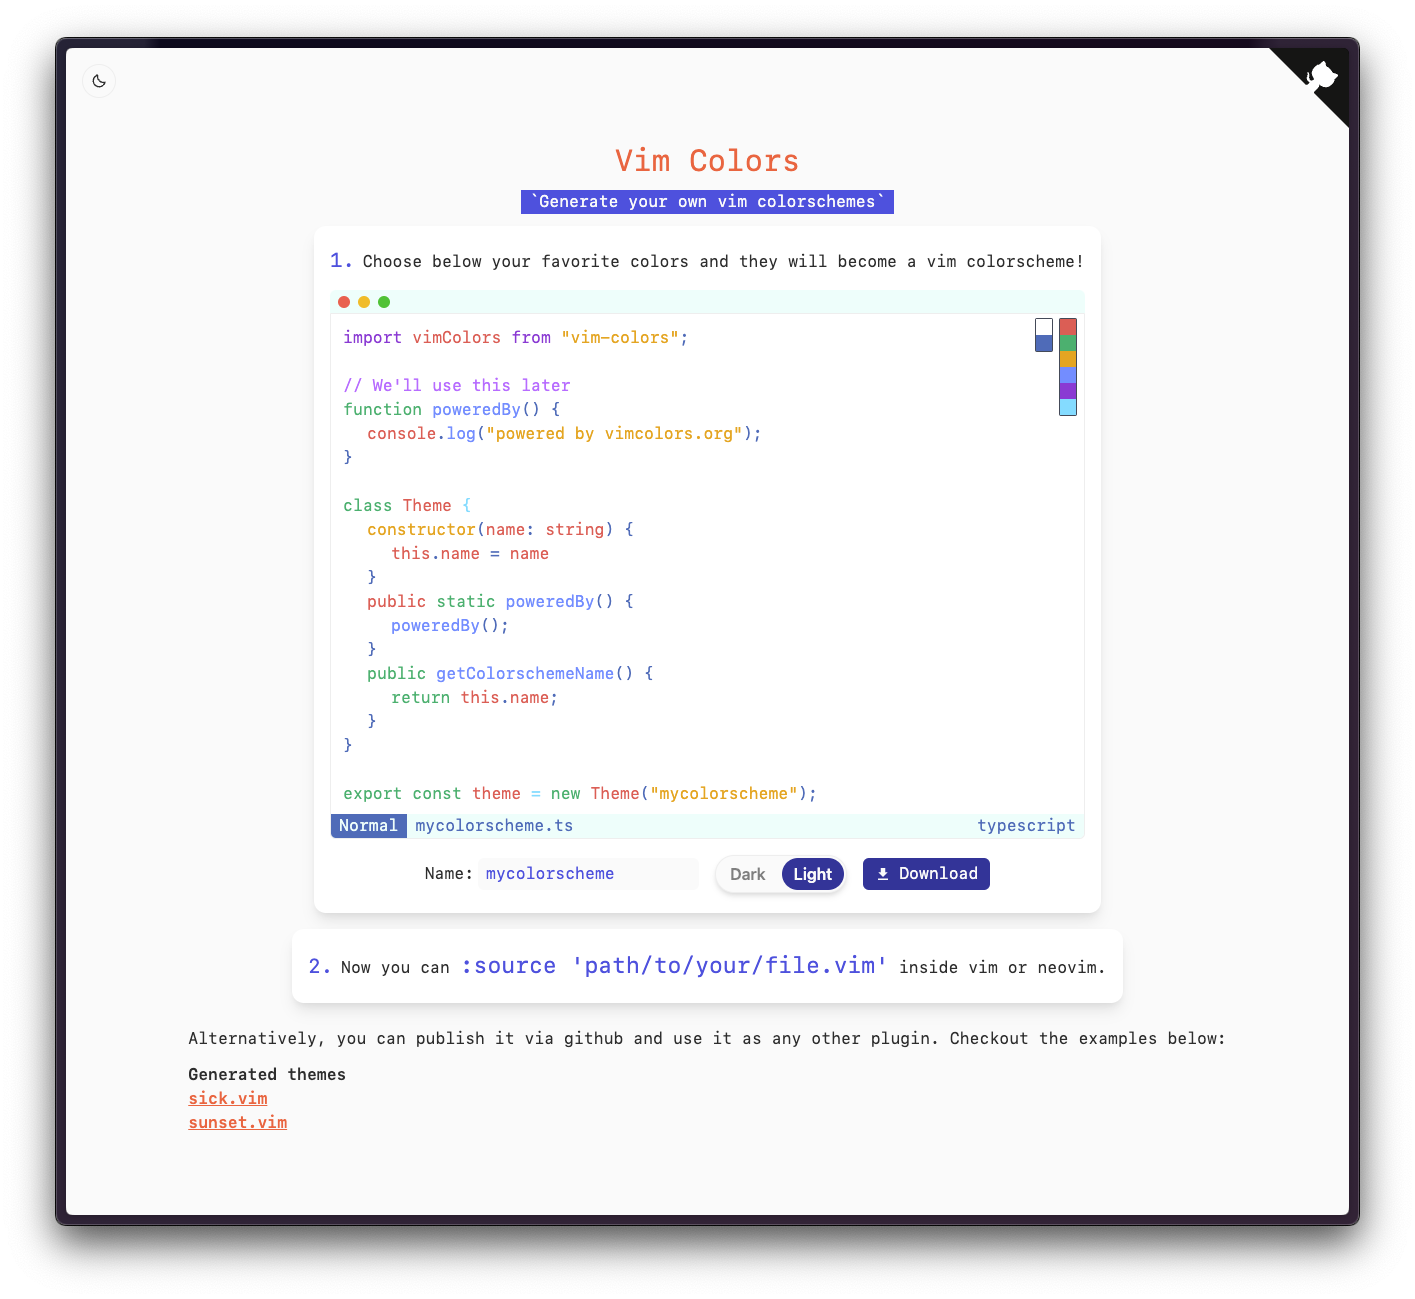 Vim Colors
`Generate your own vim colorschemes`
1. Choose below your favorite colors and they will become a vim colorscheme!
import vimColors from "vim-colors";
// We'll use this later
function poweredBy() {
console.log("powered by vimcolors.org");
}
class Theme {
constructor(name: string) {
this.name = name
}
public static poweredBy() {
poweredBy();
}
public getColorschemeName() {
return this.name;
}
}
export const theme = new Theme("mycolorscheme");
Normal mycolorscheme.ts typescript
Name: mycolorscheme Dark Light Download
2. Now you can :source 'path/to/your/file.vim' inside vim or neovim.
Alternatively, you can publish it via github and use it as any other plugin. Checkout the examples below:
Generated themes
sick.vim
sunset.vim